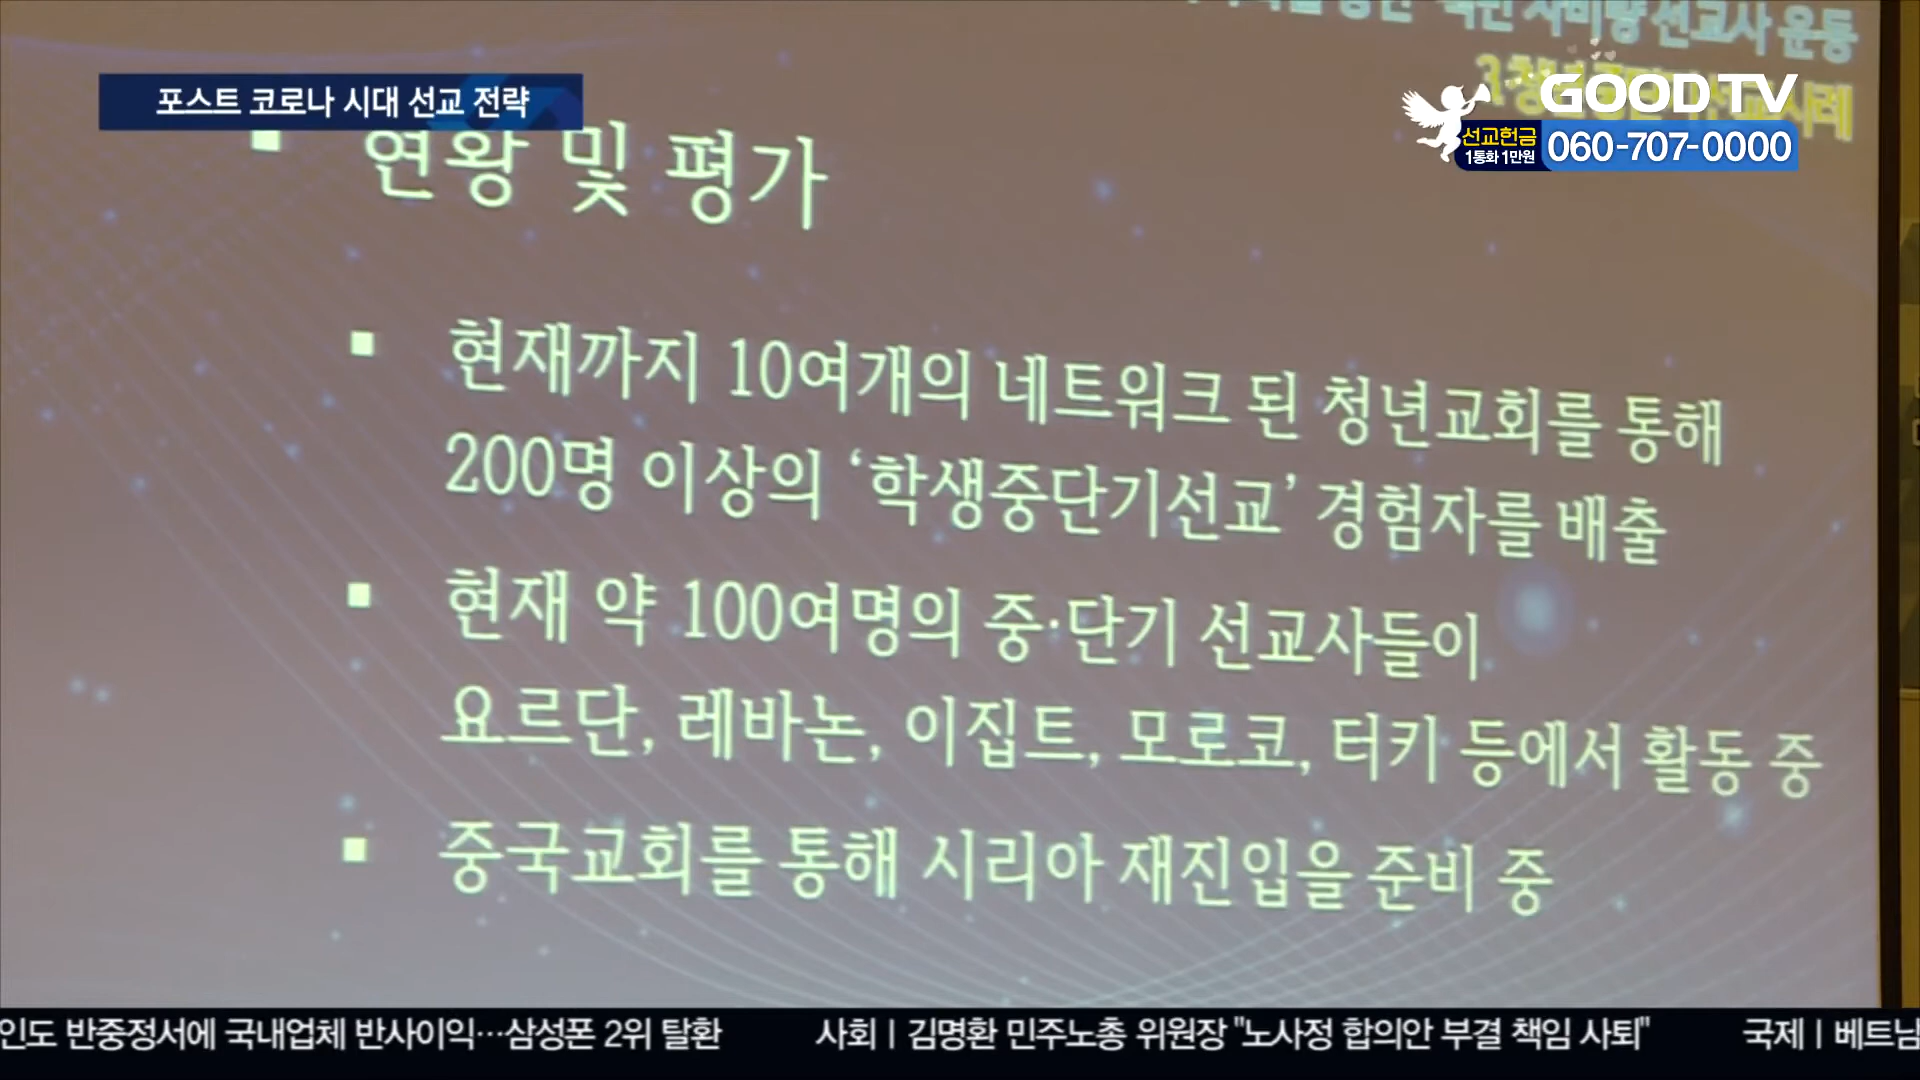 선교사 운동
포스트 코로나 시대 선교 전략
GOODTV
선교헌금
1통화 1만원
060-707-0000
현황 및 평가
현재까지 10여개의 네트워크 된 청년교회를 통해
200명 이상의 ‘학생중단기선교’ 경험자를 배출
현재 약 100여명의 중·단기 선교사들이
요르단, 레바논, 이집트, 모로코, 터키 등에서 활동 중
중국교회를 통해 시리아 재진입을 준비 중
인도 반중정서에 국내업체 반사이익…삼성폰 2위 탈환 사회 | 김명환 민주노총 위원장 "노사정 합의안 부결 책임 사퇴" 국제 | 베트남